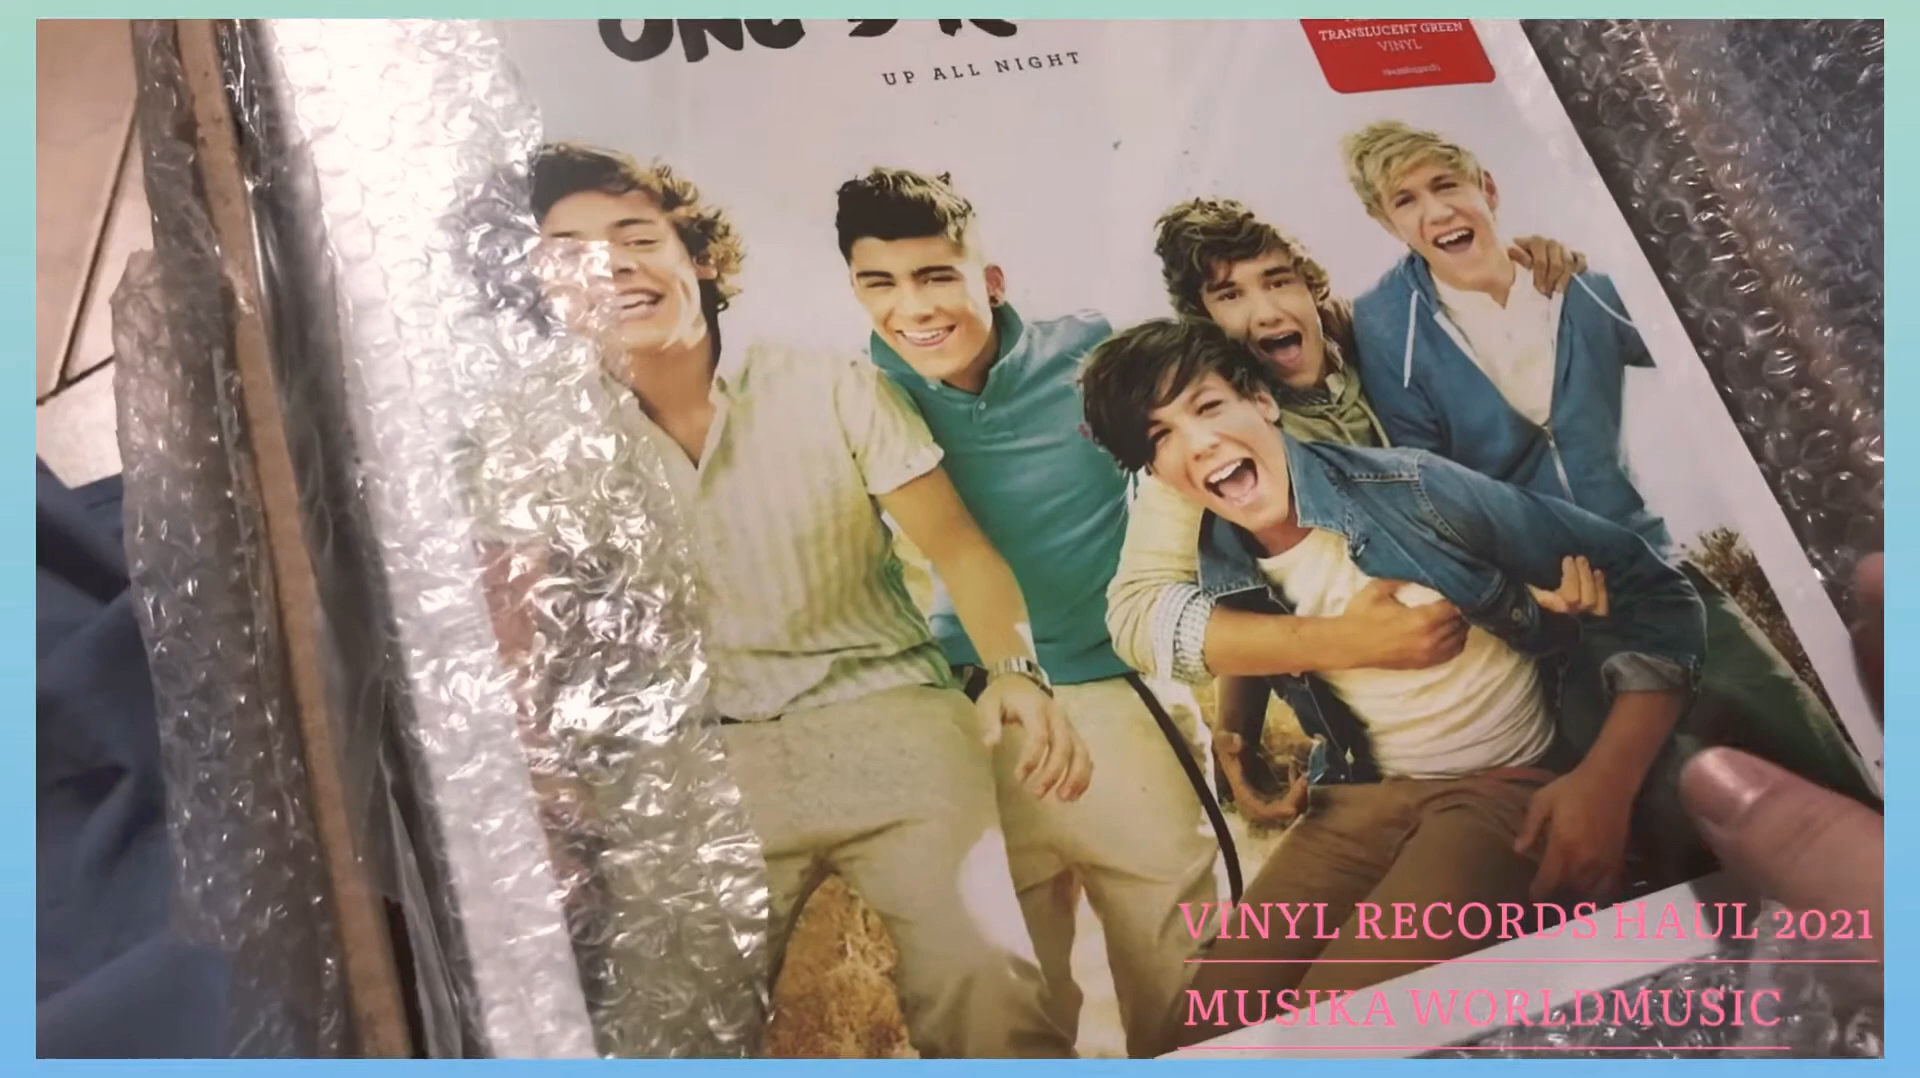 UP ALL NIGHT
TRANSLUCENT GREEN
VINYL
VINYL RECORDS HAUL 2021
MUSIKA WORLDMUSIC